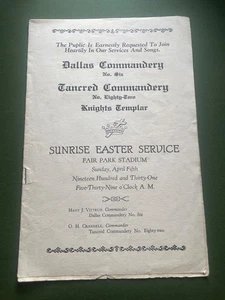 The Public is Earnestly Requested To Join
Heartily In Our Services And Songs.
Dallas Commandery
No. Six
Tancred Commandery
No. Eighty-Two
Knights Templar
SUNRISE EASTER SERVICE
FAIR PARK STADIUM
Sunday, April Fifth
Nineteen Hundred and Thirty-One
Five-Thirty-Nine o'Clock A. M.
Commander
Dallas Commandery No. Six
Commander
Tancred Commandery No. Eighty-two